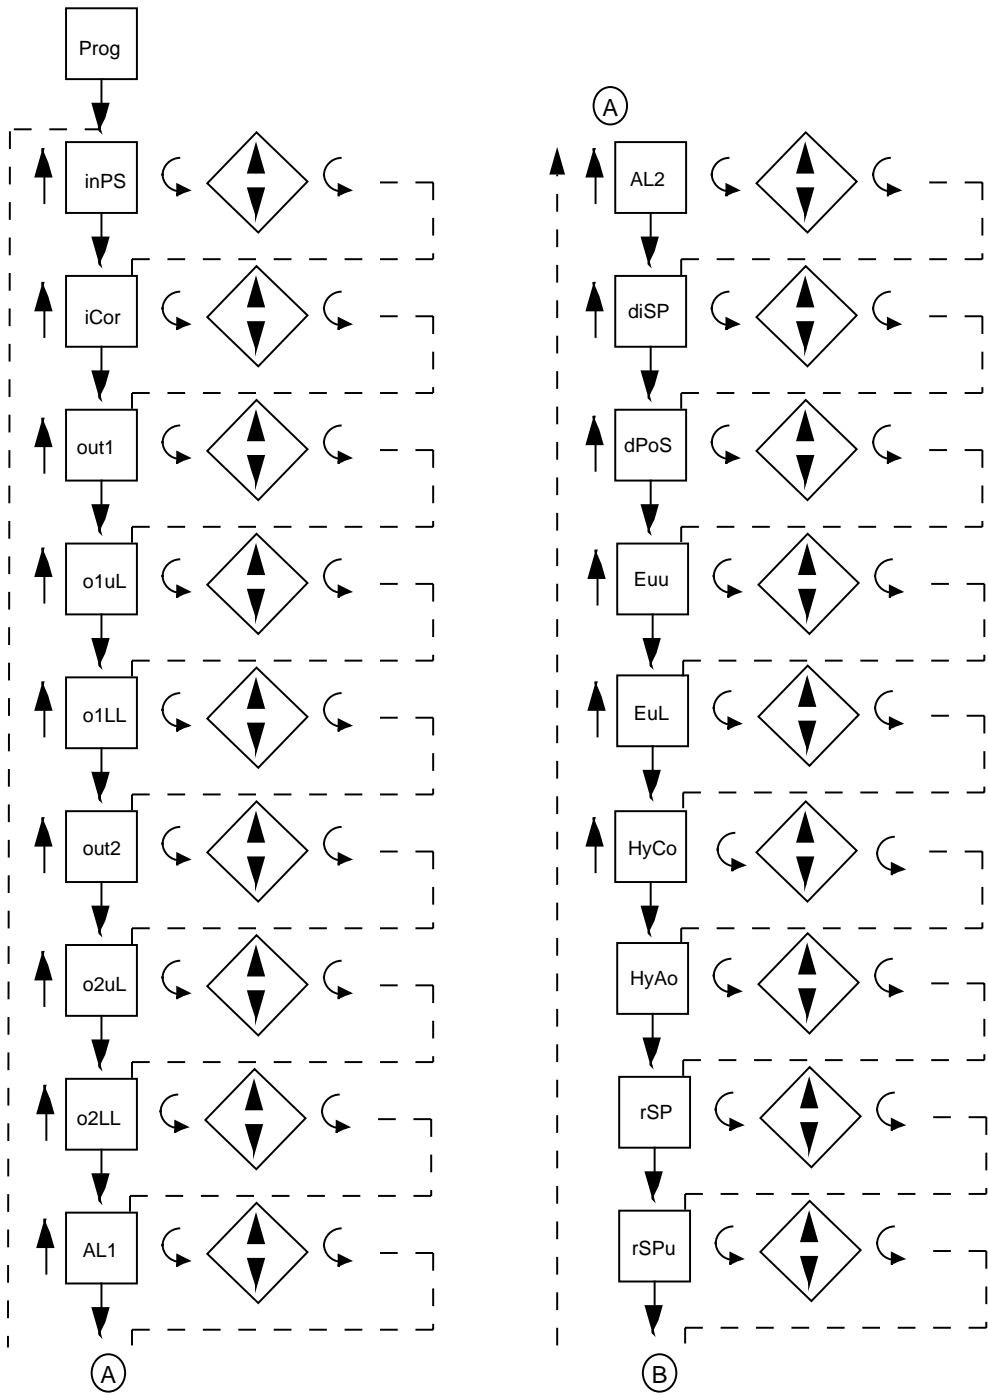 Prog
inPS
iCor
out1
o1uL
o1LL
out2
o2uL
o2LL
AL1
A
A
AL2
diSP
dPoS
Euu
EuL
HyCo
HyAo
rSP
rSPu
B